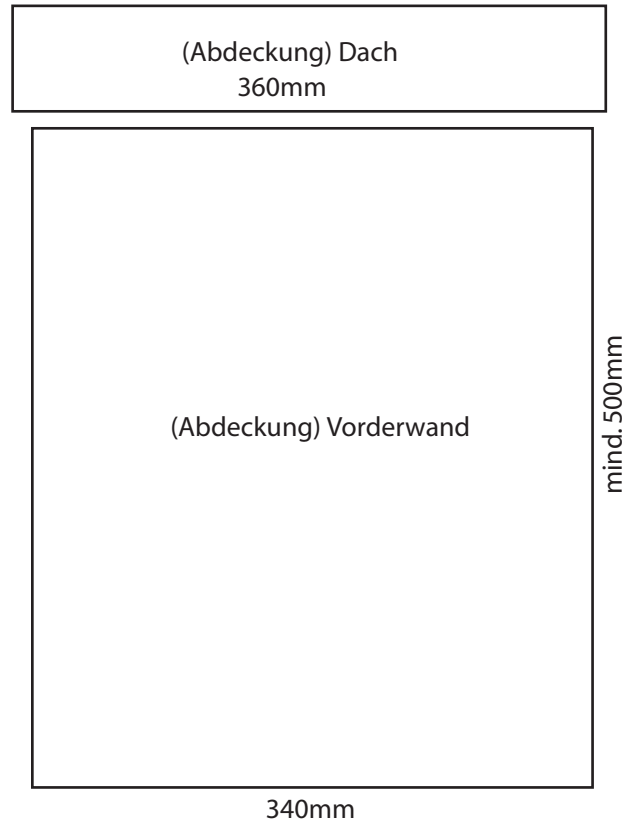 (Abdeckung) Dach
360mm
(Abdeckung) Vorderwand
mind. 500mm
340mm